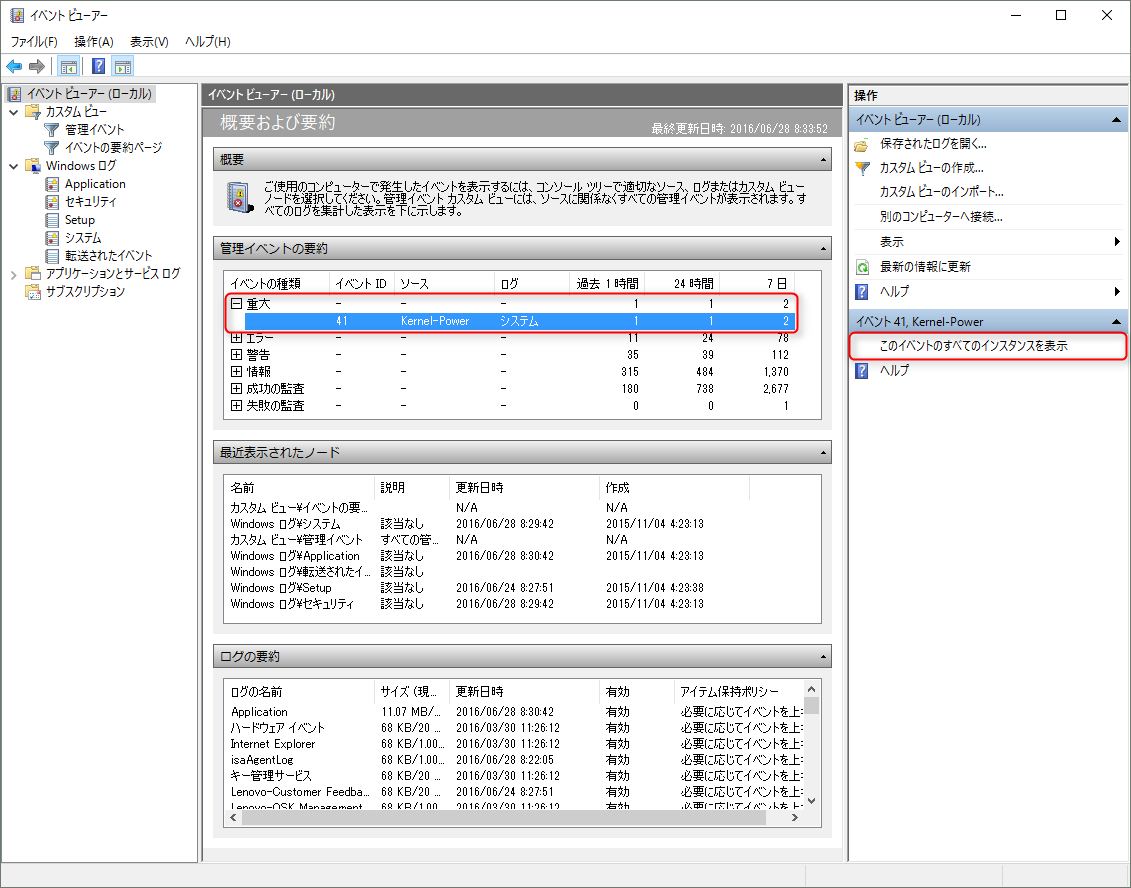 イベント ビューアー
ファイル(F) 操作(A) 表示(V) ヘルプ(H)
イベント ビューアー (ローカル)
カスタム ビュー
管理イベント
イベントの要約ページ
Windows ログ
Application
セキュリティ
Setup
システム
転送されたイベント
アプリケーションとサービス ログ
サブスクリプション
イベント ビューアー (ローカル)
概要および要約 最終更新日時: 2016/06/28 8:33:52
概要
ご使用のコンピューターで発生したイベントを表示するには、コンソール ツリーで適切なソース、ログまたはカスタム ビュー
ノードを選択してください。管理イベント カスタム ビューには、ソースに関係なくすべての管理イベントが表示されます。す
べてのログを集計した表示を下に示します。
管理イベントの要約
イベントの種類 イベント ID ソース ログ 過去 1 時間 24 時間 7 日
重大 - - - 1 1 2
41 Kernel-Power システム 1 1 2
エラー - - - 11 24 78
警告 - - - 35 39 112
情報 - - - 315 484 1,370
成功の監査 - - - 180 738 2,677
失敗の監査 - - - 0 0 1
最近表示されたノード
名前 説明 更新日時 作成
カスタム ビュー¥イベントの要... N/A N/A
Windows ログ¥システム 該当なし 2016/06/28 8:29:42 2015/11/04 4:23:13
カスタム ビュー¥管理イベント すべての管... N/A N/A
Windows ログ¥Application 該当なし 2016/06/28 8:30:42 2015/11/04 4:23:13
Windows ログ¥転送されたイ... 該当なし
Windows ログ¥Setup 該当なし 2016/06/24 8:27:51 2015/11/04 4:23:38
Windows ログ¥セキュリティ 該当なし 2016/06/28 8:29:42 2015/11/04 4:23:13
ログの要約
ログの名前 サイズ (現... 更新日時 有効 アイテム保持ポリシー
Application 11.07 MB/... 2016/06/28 8:30:42 有効 必要に応じてイベントを上
ハードウェア イベント 68 KB/20 ... 2016/03/30 11:26:12 有効 必要に応じてイベントを上
Internet Explorer 68 KB/1.00... 2016/03/30 11:26:12 有効 必要に応じてイベントを上
isaAgentLog 68 KB/1.00... 2016/06/28 8:22:05 有効 必要に応じてイベントを上
キー管理サービス 68 KB/20 ... 2016/03/30 11:26:12 有効 必要に応じてイベントを上
Lenovo-Customer Feedba... 68 KB/1.00... 2016/06/24 8:27:51 有効 必要に応じてイベントを上
Lenovo-OSK Management 68 KB/1.00... 2016/03/30 11:26:12 有効 必要に応じてイベントを上
操作
イベント ビューアー (ローカル)
保存されたログを開く...
カスタム ビューの作成...
カスタム ビューのインポート...
別のコンピューターへ接続...
表示
最新の情報に更新
ヘルプ
イベント 41, Kernel-Power
このイベントのすべてのインスタンスを表示
ヘルプ